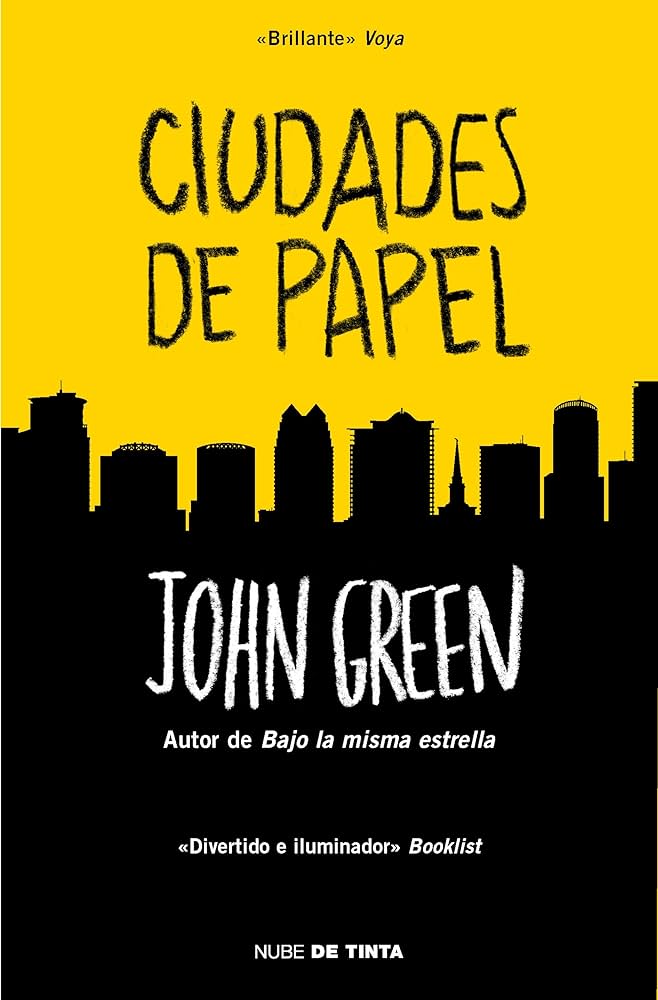 «Brillante» Voya
CIUDADES
DE PAPEL
JOHN GREEN
Autor de Bajo la misma estrella
«Divertido e iluminador» Booklist
NUBE DE TINTA